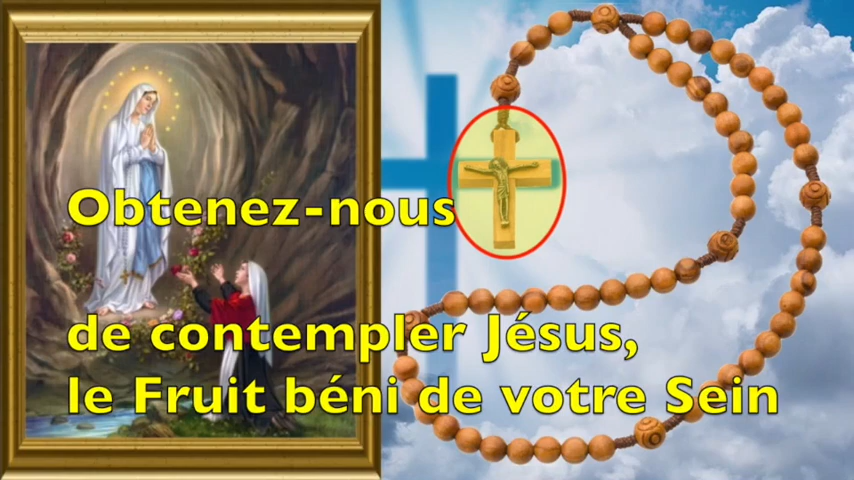 Obtenez-nous
de contempler Jésus,
le Fruit béni de votre Sein